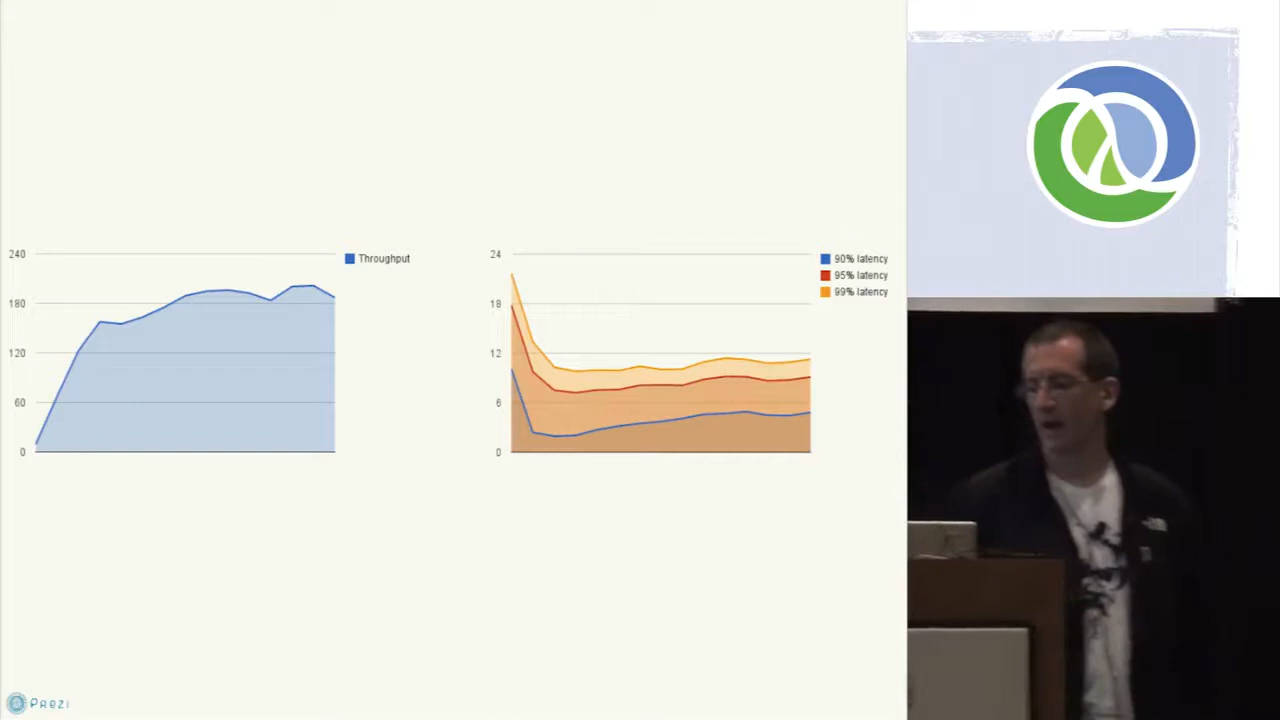 240
180
120
60
0
Throughput
24
18
12
6
0
90% latency
95% latency
99% latency
Prezi